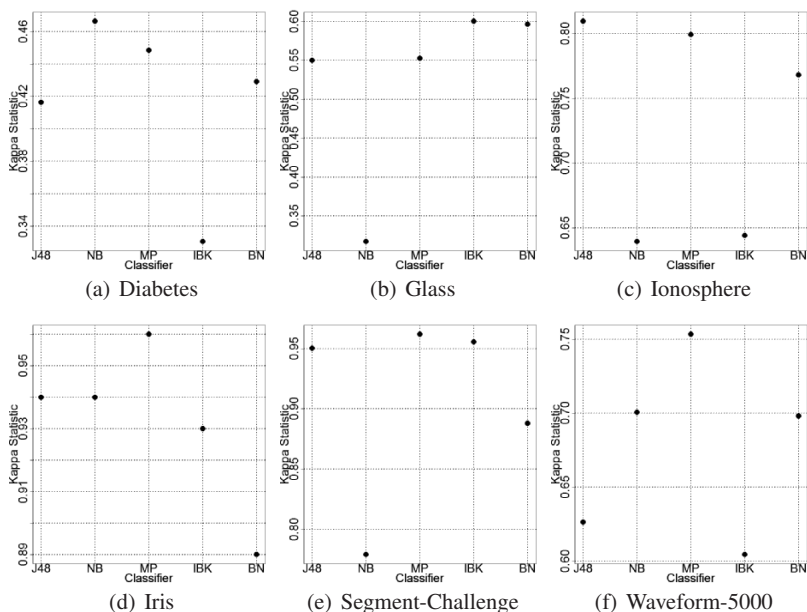 Kappa Statistic
0.46
0.42
0.38
0.34
J48 NB MP IBK BN
Classifier
(a) Diabetes
Kappa Statistic
0.60
0.55
0.50
0.45
0.40
0.35
J48 NB MP IBK BN
Classifier
(b) Glass
Kappa Statistic
0.80
0.75
0.70
0.65
J48 NB MP IBK BN
Classifier
(c) Ionosphere
Kappa Statistic
0.95
0.93
0.91
0.89
J48 NB MP IBK BN
Classifier
(d) Iris
Kappa Statistic
0.95
0.90
0.85
0.80
J48 NB MP IBK BN
Classifier
(e) Segment-Challenge
Kappa Statistic
0.75
0.70
0.65
0.60
J48 NB MP IBK BN
Classifier
(f) Waveform-5000